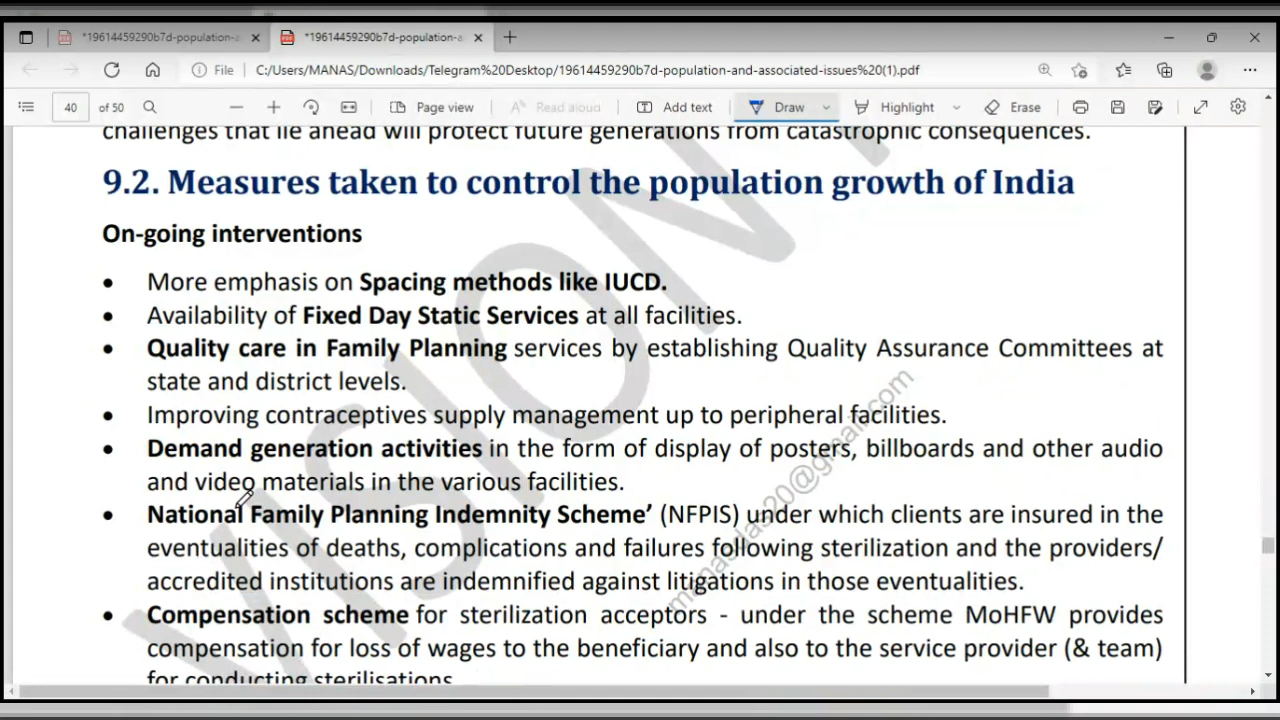 *19614459290b7d-population-a
*19614459290b7d-population-a
File
C:/Users/MANAS/Downloads/Telegram%20Desktop/19614459290b7d-population-and-associated-issues%20(1).pdf
40 of 50
Page view
Read aloud
Add text
Draw
Highlight
Erase
challenges that lie ahead will protect future generations from catastrophic consequences.
9.2. Measures taken to control the population growth of India
On-going interventions
• More emphasis on Spacing methods like IUCD.
• Availability of Fixed Day Static Services at all facilities.
• Quality care in Family Planning services by establishing Quality Assurance Committees at
state and district levels.
• Improving contraceptives supply management up to peripheral facilities.
• Demand generation activities in the form of display of posters, billboards and other audio
and video materials in the various facilities.
• National Family Planning Indemnity Scheme’ (NFPIS) under which clients are insured in the
eventualities of deaths, complications and failures following sterilization and the providers/
accredited institutions are indemnified against litigations in those eventualities.
• Compensation scheme for sterilization acceptors - under the scheme MoHFW provides
compensation for loss of wages to the beneficiary and also to the service provider (& team)
for conducting sterilisations.
VISION
manasdas20@gmail.com